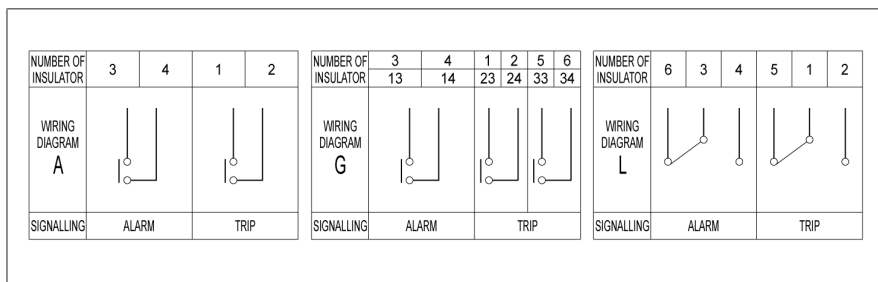 NUMBER OF
INSULATOR
3 4 1 2
WIRING
DIAGRAM
A
SIGNALLING ALARM TRIP
NUMBER OF
INSULATOR
3 4 1 2 5 6
13 14 23 24 33 34
WIRING
DIAGRAM
G
SIGNALLING ALARM TRIP
NUMBER OF
INSULATOR
6 3 4 5 1 2
WIRING
DIAGRAM
L
SIGNALLING ALARM TRIP